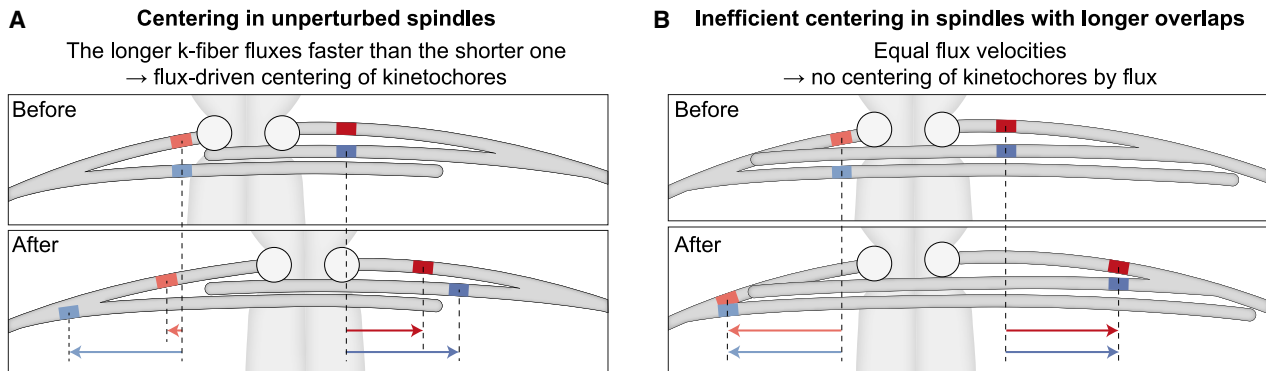 A Centering in unperturbed spindles
The longer k-fiber fluxes faster than the shorter one
→ flux-driven centering of kinetochores
Before
After
B Inefficient centering in spindles with longer overlaps
Equal flux velocities
→ no centering of kinetochores by flux
Before
After